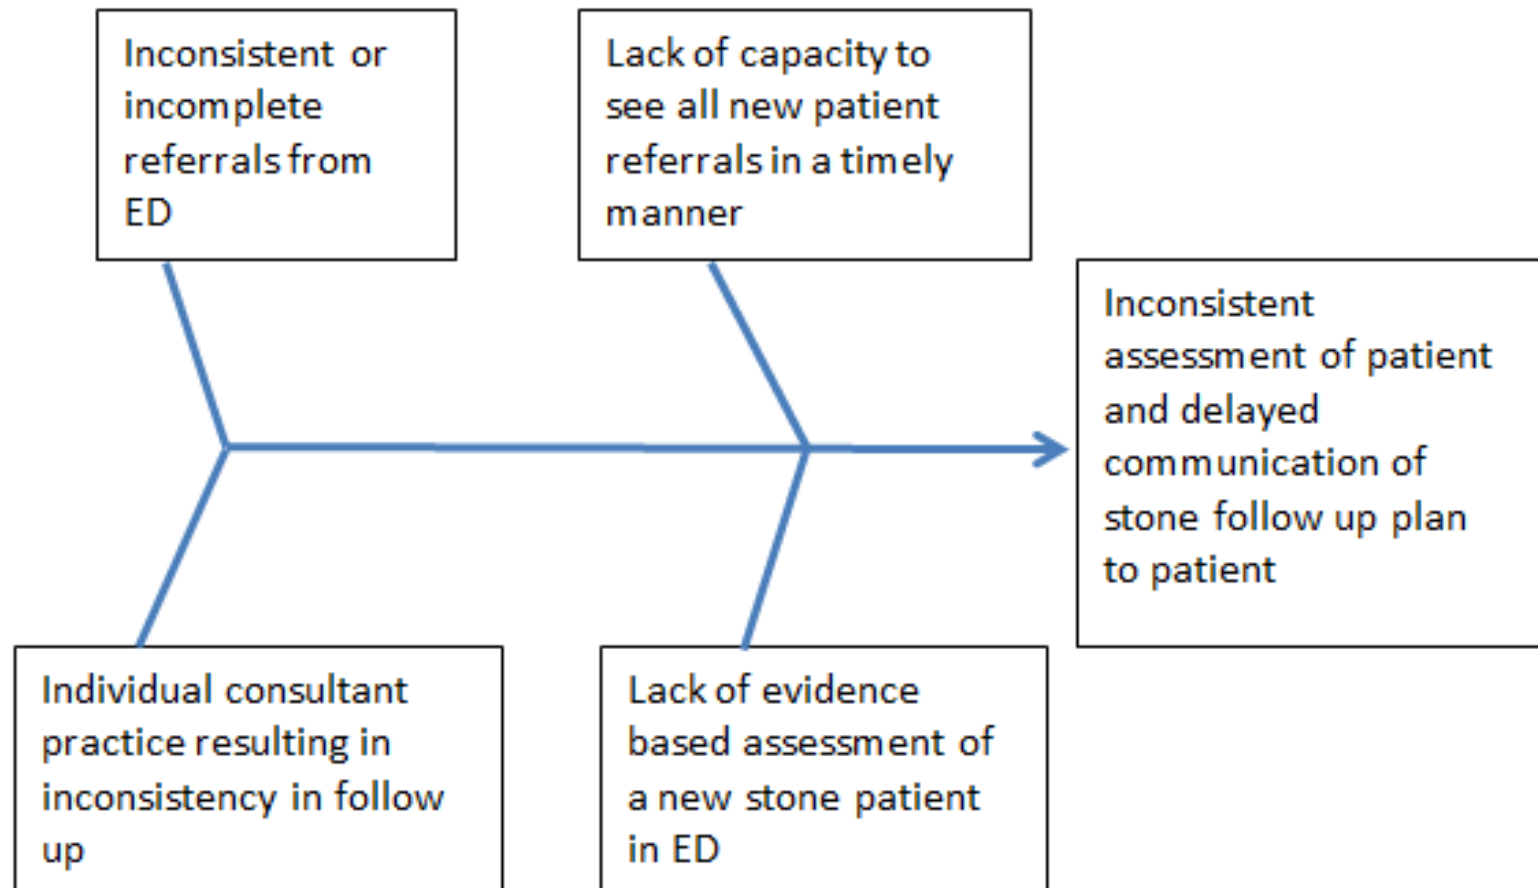 Inconsistent or
incomplete
referrals from
ED
Lack of capacity to
see all new patient
referrals in a timely
manner
Inconsistent
assessment of patient
and delayed
communication of
stone follow up plan
to patient
Individual consultant
practice resulting in
inconsistency in follow
up
Lack of evidence
based assessment of
a new stone patient
in ED